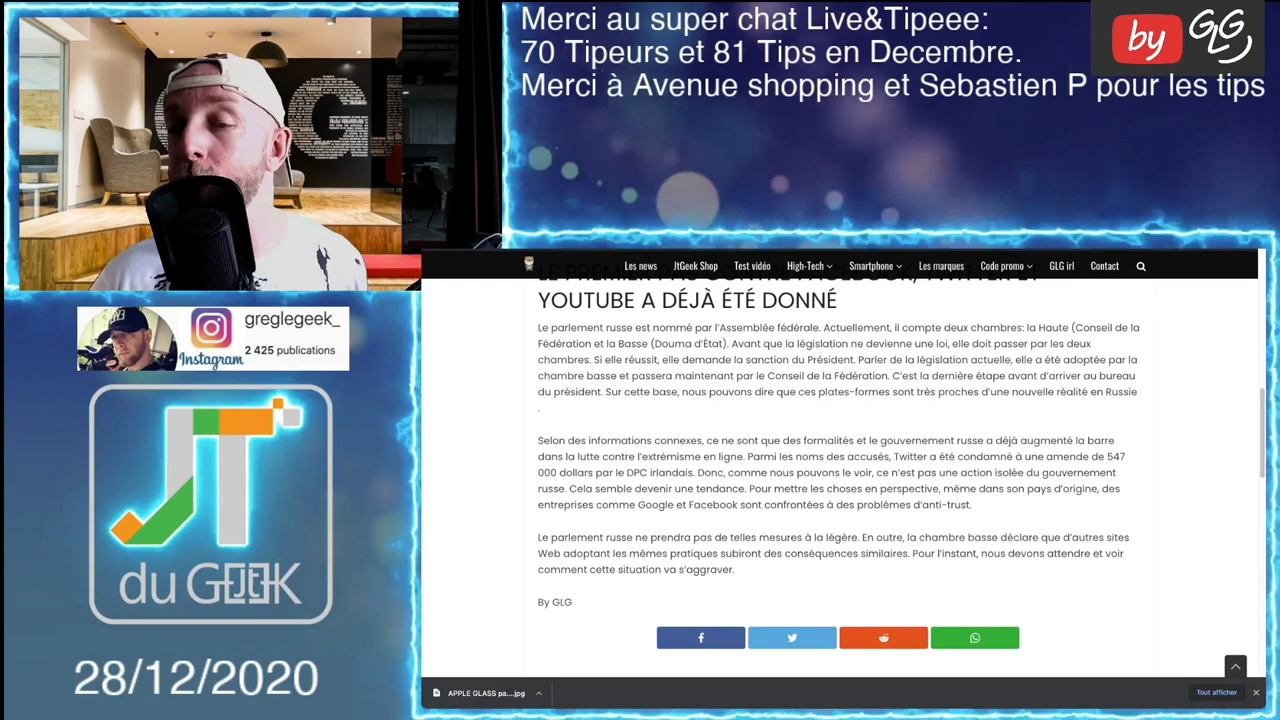 Merci au super chat Live&Tipeee:
70 Tipeurs et 81 Tips en Decembre.
Merci à Avenue shopping et Sebastien P pour les tips
by GLG
Les news JtGeek Shop Test vidéo High-Tech Smartphone Les marques Code promo GLG irl Contact
YOUTUBE A DÉJÀ ÉTÉ DONNÉ
Le parlement russe est nommé par l'Assemblée fédérale. Actuellement, il compte deux chambres: la Haute (Conseil de la
Fédération et la Basse (Douma d'État). Avant que la législation ne devienne une loi, elle doit passer par les deux
chambres. Si elle réussit, elle demande la sanction du Président. Parler de la législation actuelle, elle a été adoptée par la
chambre basse et passera maintenant par le Conseil de la Fédération. C'est la dernière étape avant d'arriver au bureau
du président. Sur cette base, nous pouvons dire que ces plates-formes sont très proches d'une nouvelle réalité en Russie
.
Selon des informations connexes, ce ne sont que des formalités et le gouvernement russe a déjà augmenté la barre
dans la lutte contre l'extrémisme en ligne. Parmi les noms des accusés, Twitter a été condamné à une amende de 547
000 dollars par le DPC irlandais. Donc, comme nous pouvons le voir, ce n'est pas une action isolée du gouvernement
russe. Cela semble devenir une tendance. Pour mettre les choses en perspective, même dans son pays d'origine, des
entreprises comme Google et Facebook sont confrontées à des problèmes d'anti-trust.
Le parlement russe ne prendra pas de telles mesures à la légère. En outre, la chambre basse déclare que d'autres sites
Web adoptant les mêmes pratiques subiront des conséquences similaires. Pour l'instant, nous devons attendre et voir
comment cette situation va s'aggraver.
By GLG
APPLE GLASS pa....jpg
Tout afficher
greglegeek_
Instagram
2 425 publications
JT
du GEEK
28/12/2020